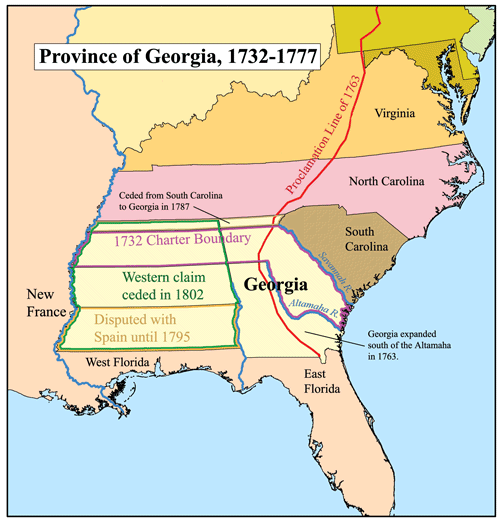 Province of Georgia, 1732-1777
Proclamation Line of 1763
Virginia
North Carolina
Ceded from South Carolina
to Georgia in 1787
1732 Charter Boundary
South
Carolina
Savannah R.
Western claim
ceded in 1802
Georgia
Altamaha R.
New
France
Disputed with
Spain until 1795
Georgia expanded
south of the Altamaha
in 1763.
West Florida
East
Florida